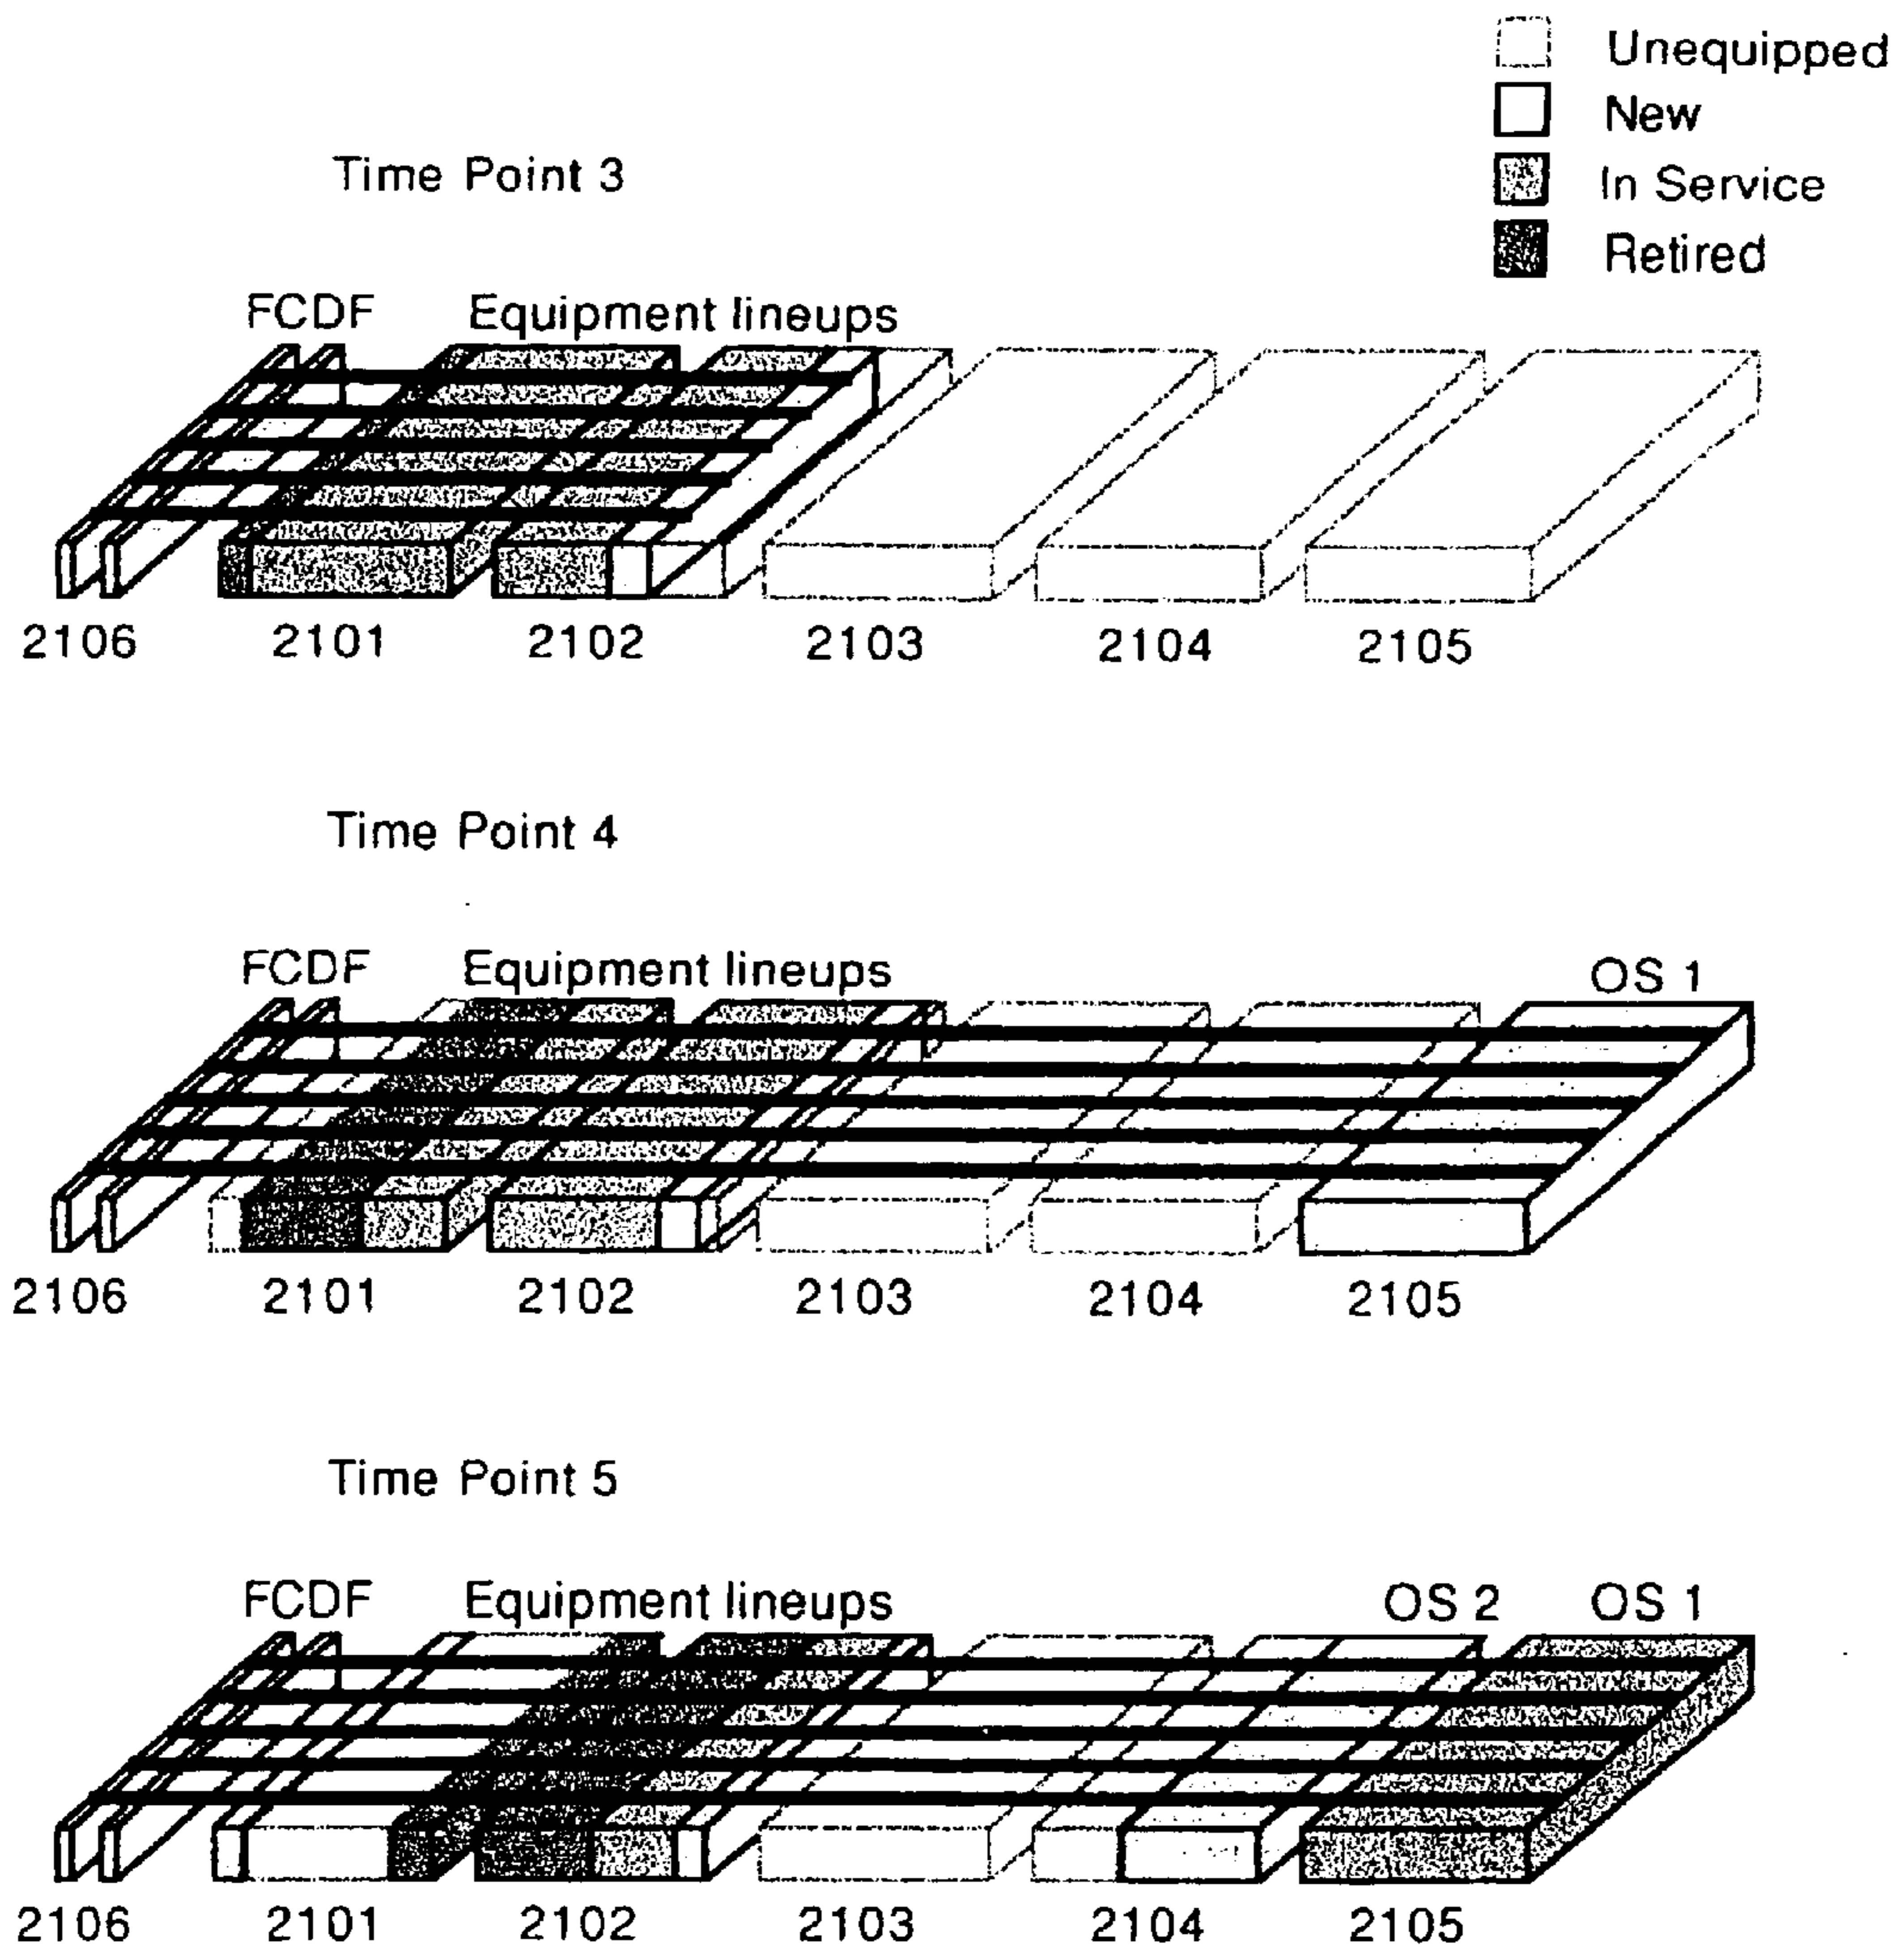 Unequipped
New
In Service
Retired
Time Point 3
FCDF Equipment lineups
2106 2101 2102 2103 2104 2105
Time Point 4
FCDF Equipment lineups OS 1
2106 2101 2102 2103 2104 2105
Time Point 5
FCDF Equipment lineups OS 2 OS 1
2106 2101 2102 2103 2104 2105